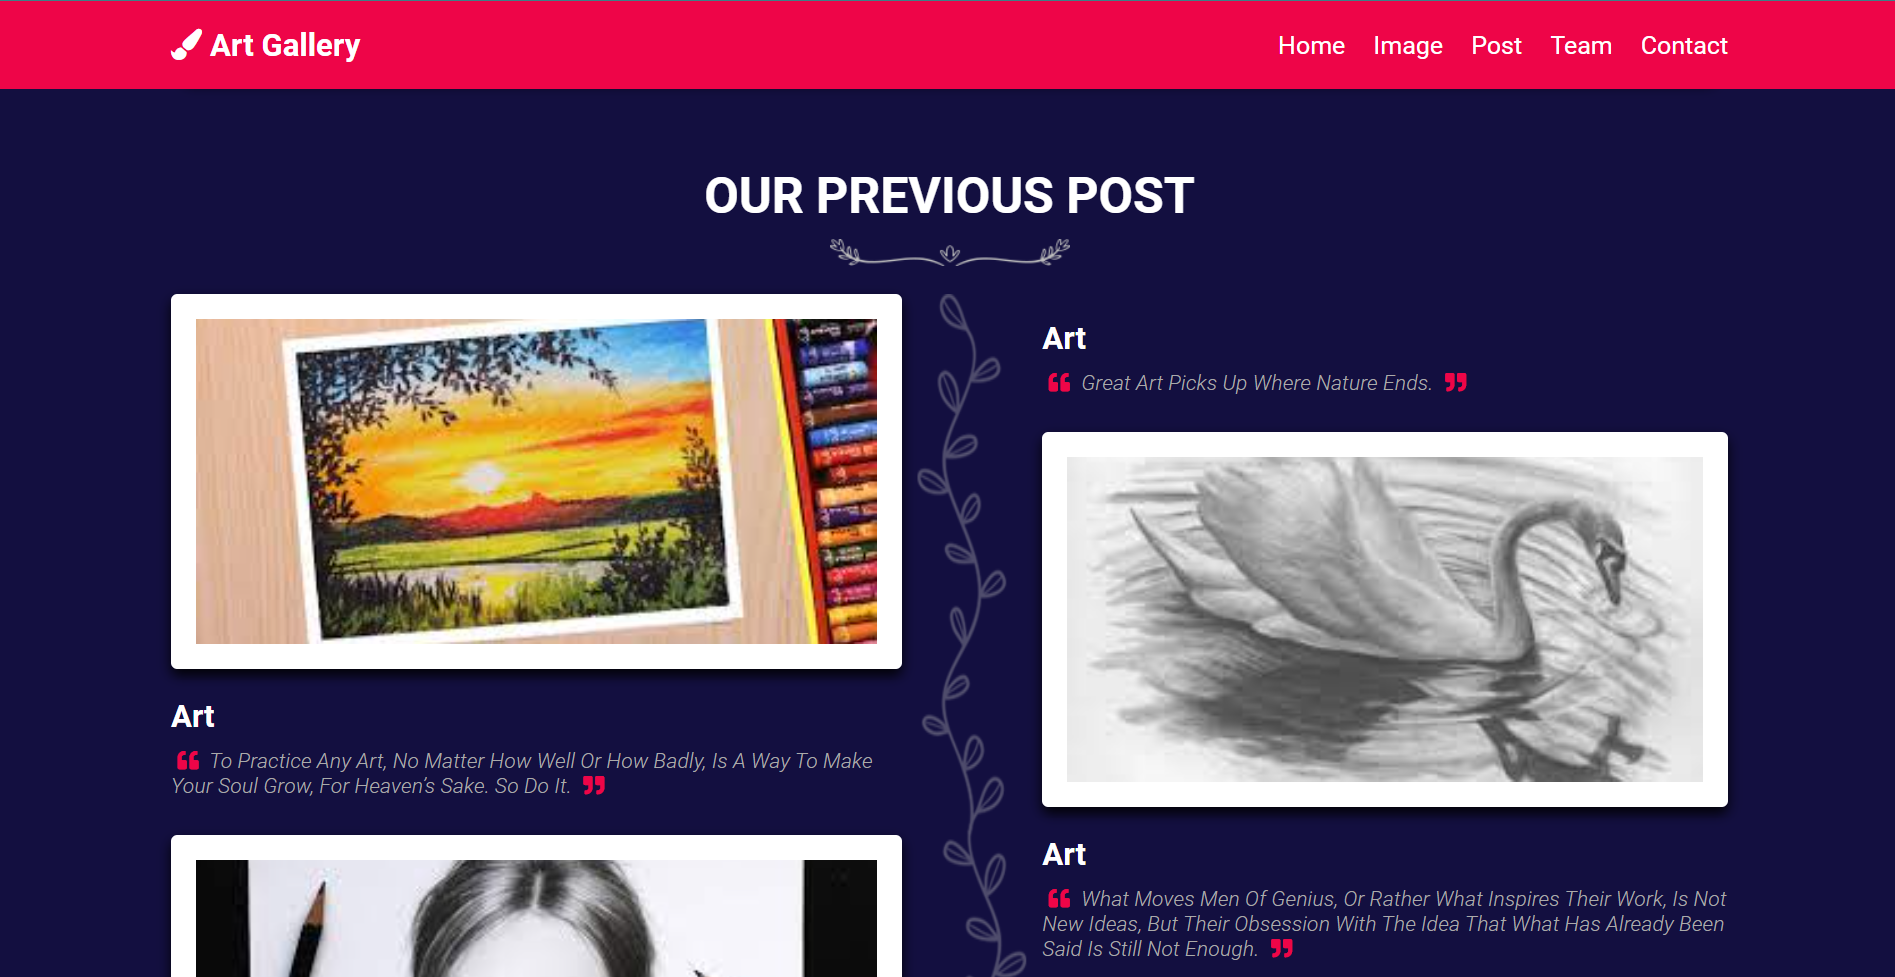 Art Gallery
Home Image Post Team Contact
OUR PREVIOUS POST
Art
To Practice Any Art, No Matter How Well Or How Badly, Is A Way To Make
Your Soul Grow, For Heaven’s Sake. So Do It.
Art
Great Art Picks Up Where Nature Ends.
Art
What Moves Men Of Genius, Or Rather What Inspires Their Work, Is Not
New Ideas, But Their Obsession With The Idea That What Has Already Been
Said Is Still Not Enough.